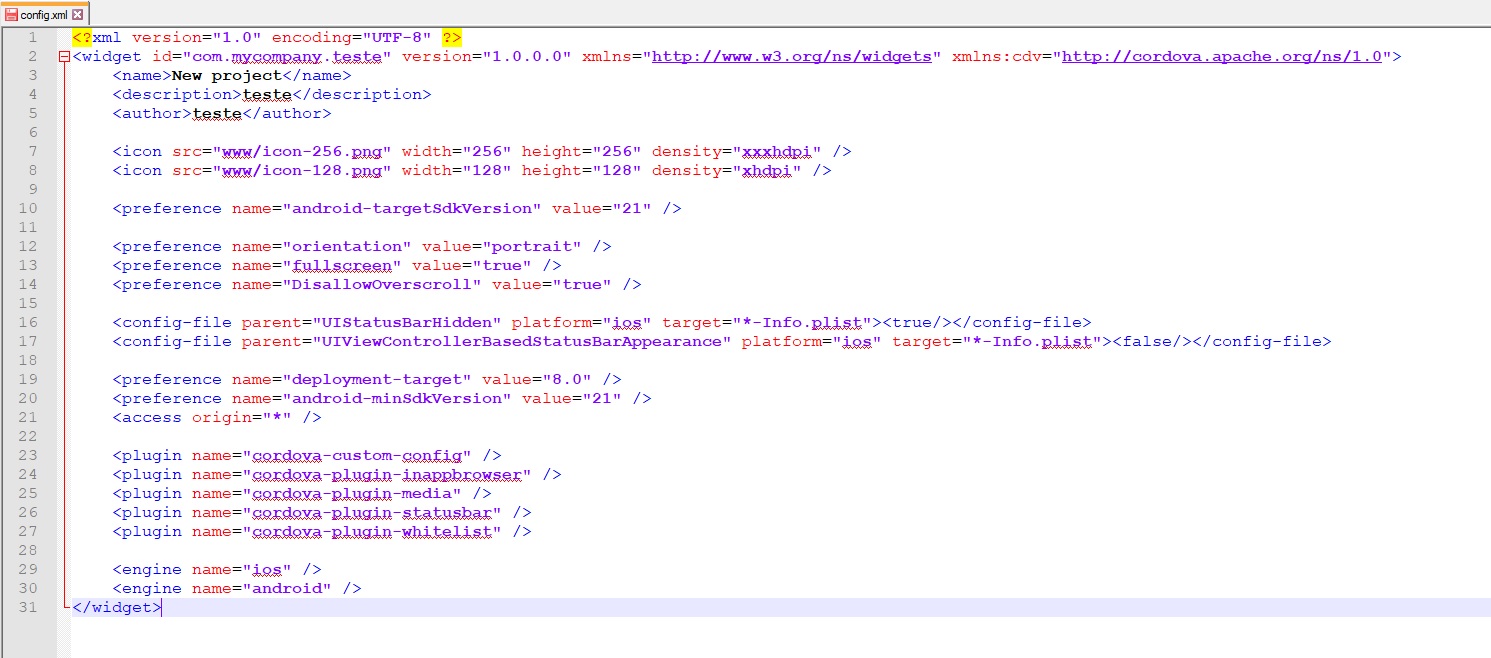 config.xml
1 <?xml version="1.0" encoding="UTF-8" ?>
2 <widget id="com.mycompany.teste" version="1.0.0.0" xmlns="http://www.w3.org/ns/widgets" xmlns:cdv="http://cordova.apache.org/ns/1.0">
3 <name>New project</name>
4 <description>teste</description>
5 <author>teste</author>
6
7 <icon src="www/icon-256.png" width="256" height="256" density="xxxhdpi" />
8 <icon src="www/icon-128.png" width="128" height="128" density="xhdpi" />
9
10 <preference name="android-targetSdkVersion" value="21" />
11
12 <preference name="orientation" value="portrait" />
13 <preference name="fullscreen" value="true" />
14 <preference name="DisallowOverscroll" value="true" />
15
16 <config-file parent="UIStatusBarHidden" platform="ios" target="*-Info.plist"><true/></config-file>
17 <config-file parent="UIViewControllerBasedStatusBarAppearance" platform="ios" target="*-Info.plist"><false/></config-file>
18
19 <preference name="deployment-target" value="8.0" />
20 <preference name="android-minSdkVersion" value="21" />
21 <access origin="*" />
22
23 <plugin name="cordova-custom-config" />
24 <plugin name="cordova-plugin-inappbrowser" />
25 <plugin name="cordova-plugin-media" />
26 <plugin name="cordova-plugin-statusbar" />
27 <plugin name="cordova-plugin-whitelist" />
28
29 <engine name="ios" />
30 <engine name="android" />
31 </widget>